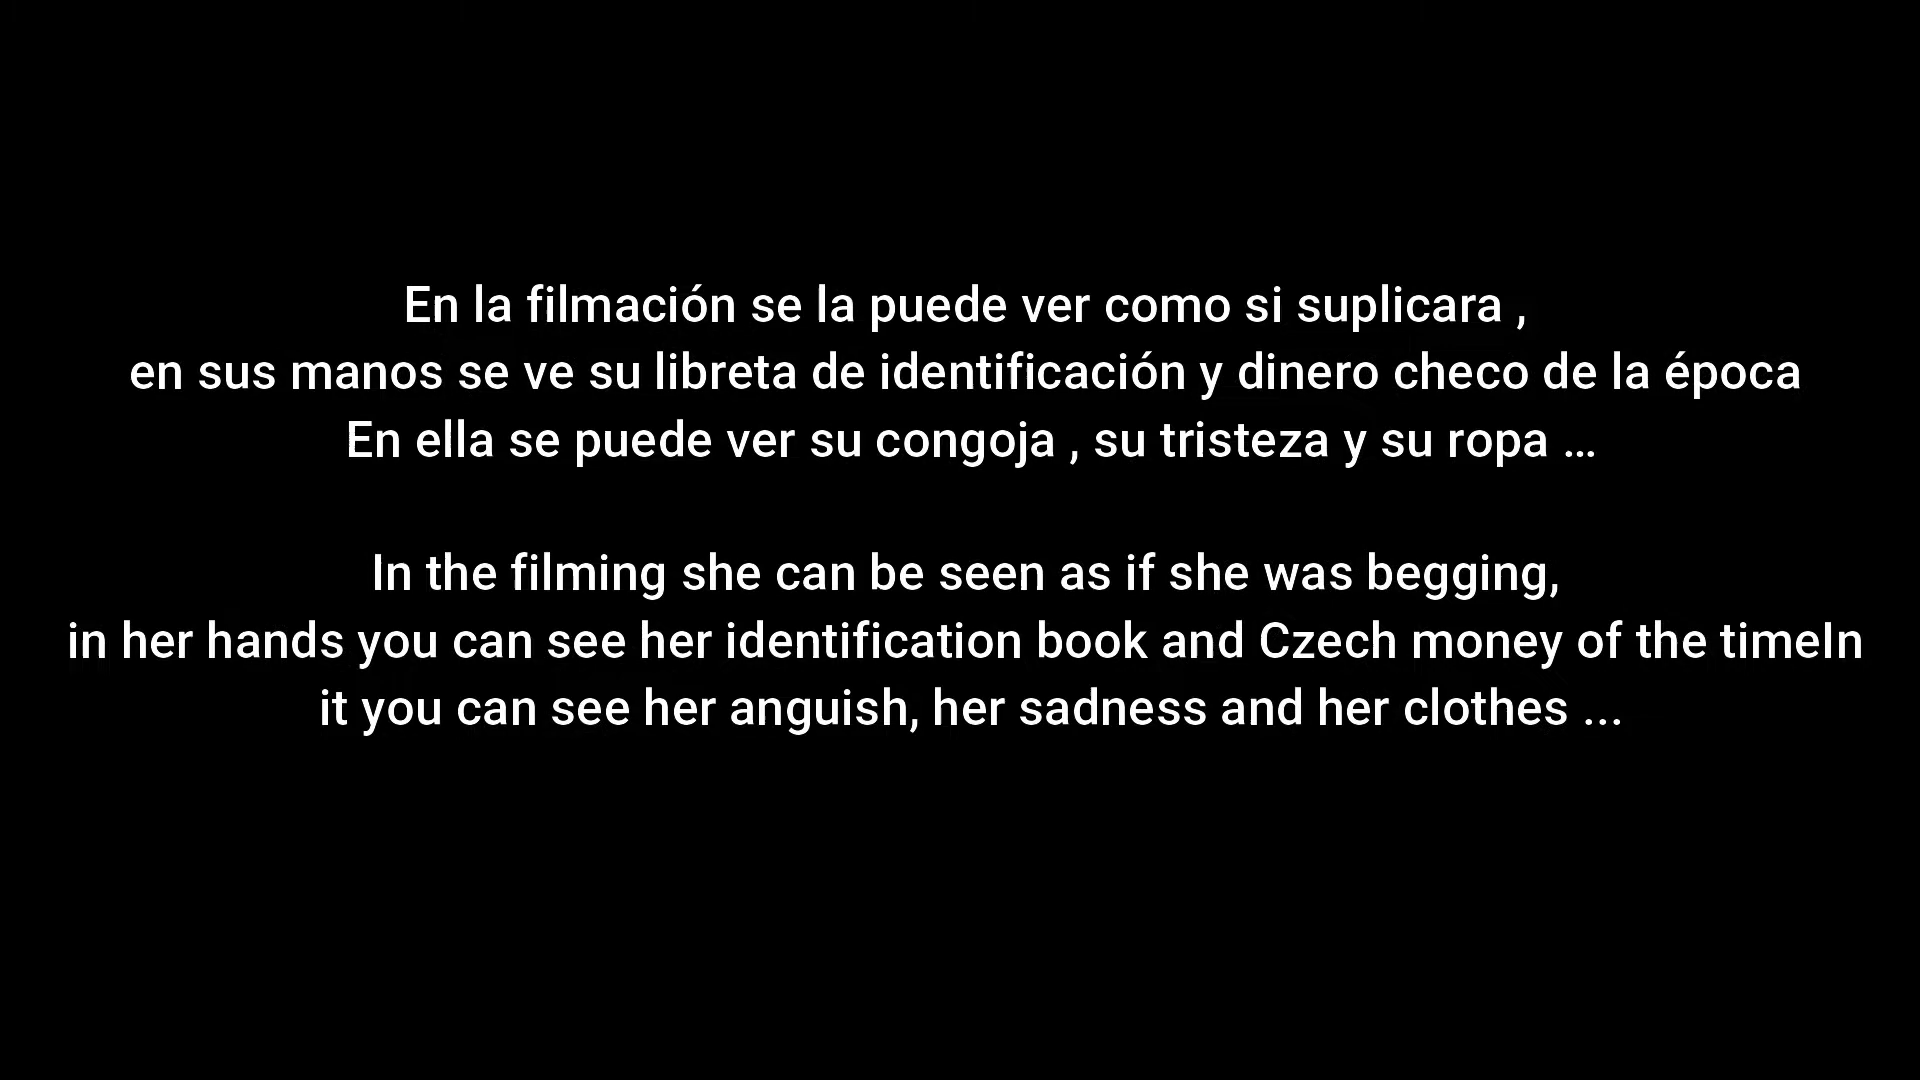 En la filmación se la puede ver como si suplicara ,
en sus manos se ve su libreta de identificación y dinero checo de la época
En ella se puede ver su congoja , su tristeza y su ropa ...
In the filming she can be seen as if she was begging,
in her hands you can see her identification book and Czech money of the timeIn
it you can see her anguish, her sadness and her clothes ...